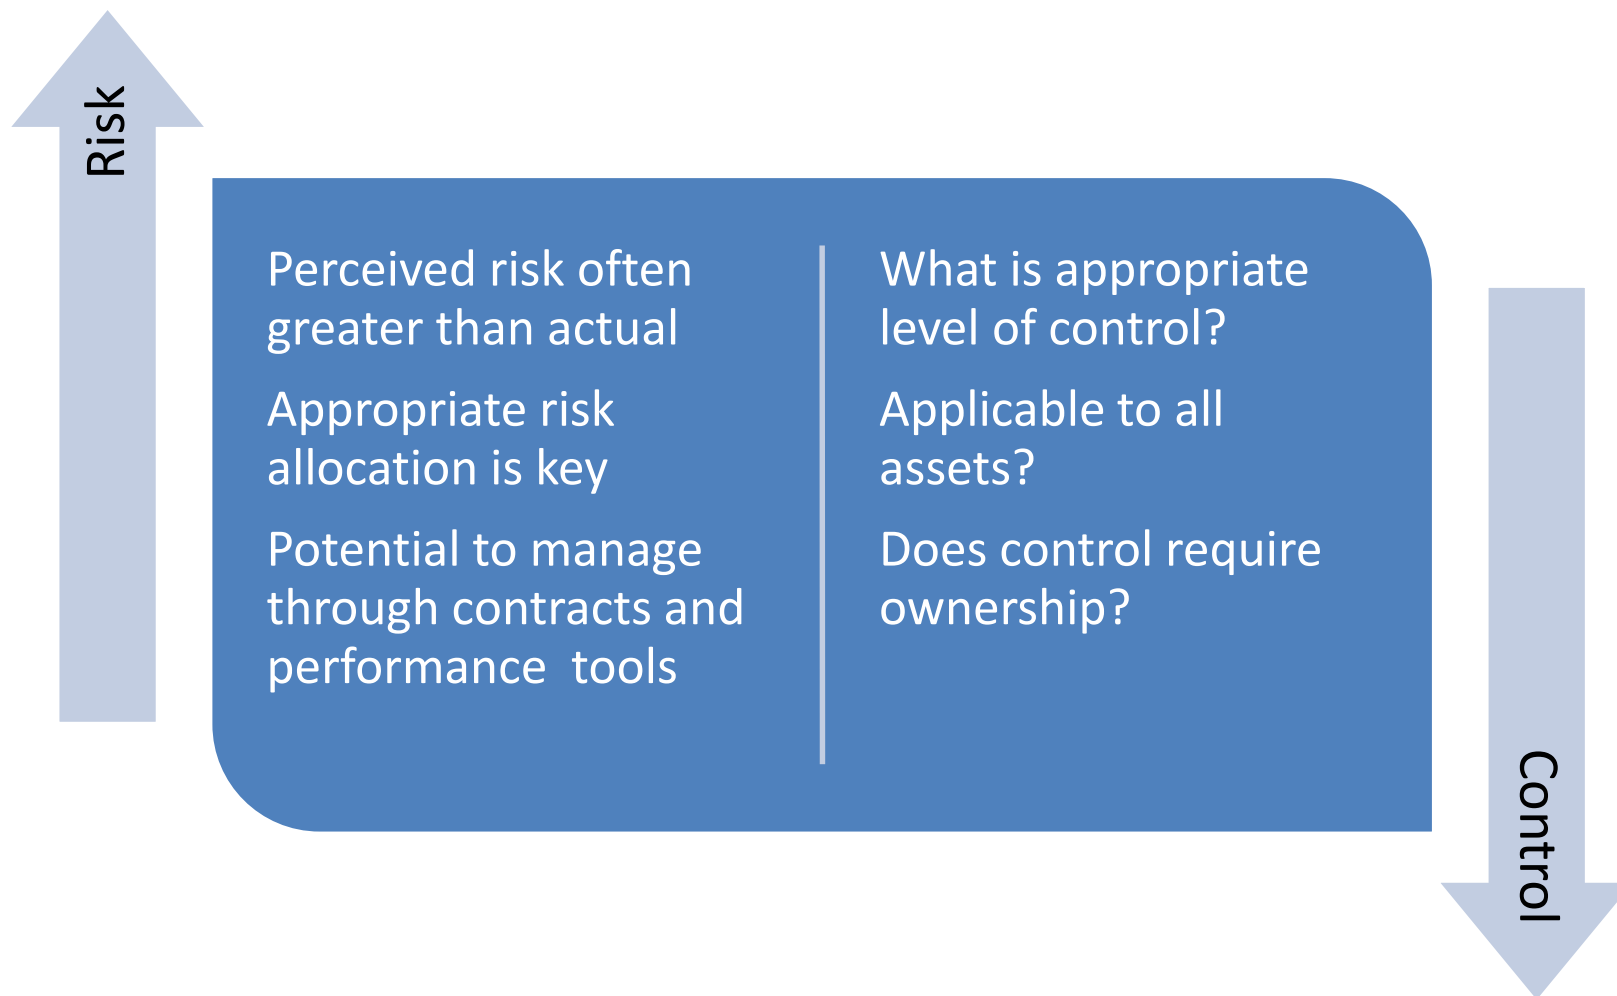 Risk
Perceived risk often
greater than actual
Appropriate risk
allocation is key
Potential to manage
through contracts and
performance  tools
What is appropriate
level of control?
Applicable to all
assets?
Does control require
ownership?
Control